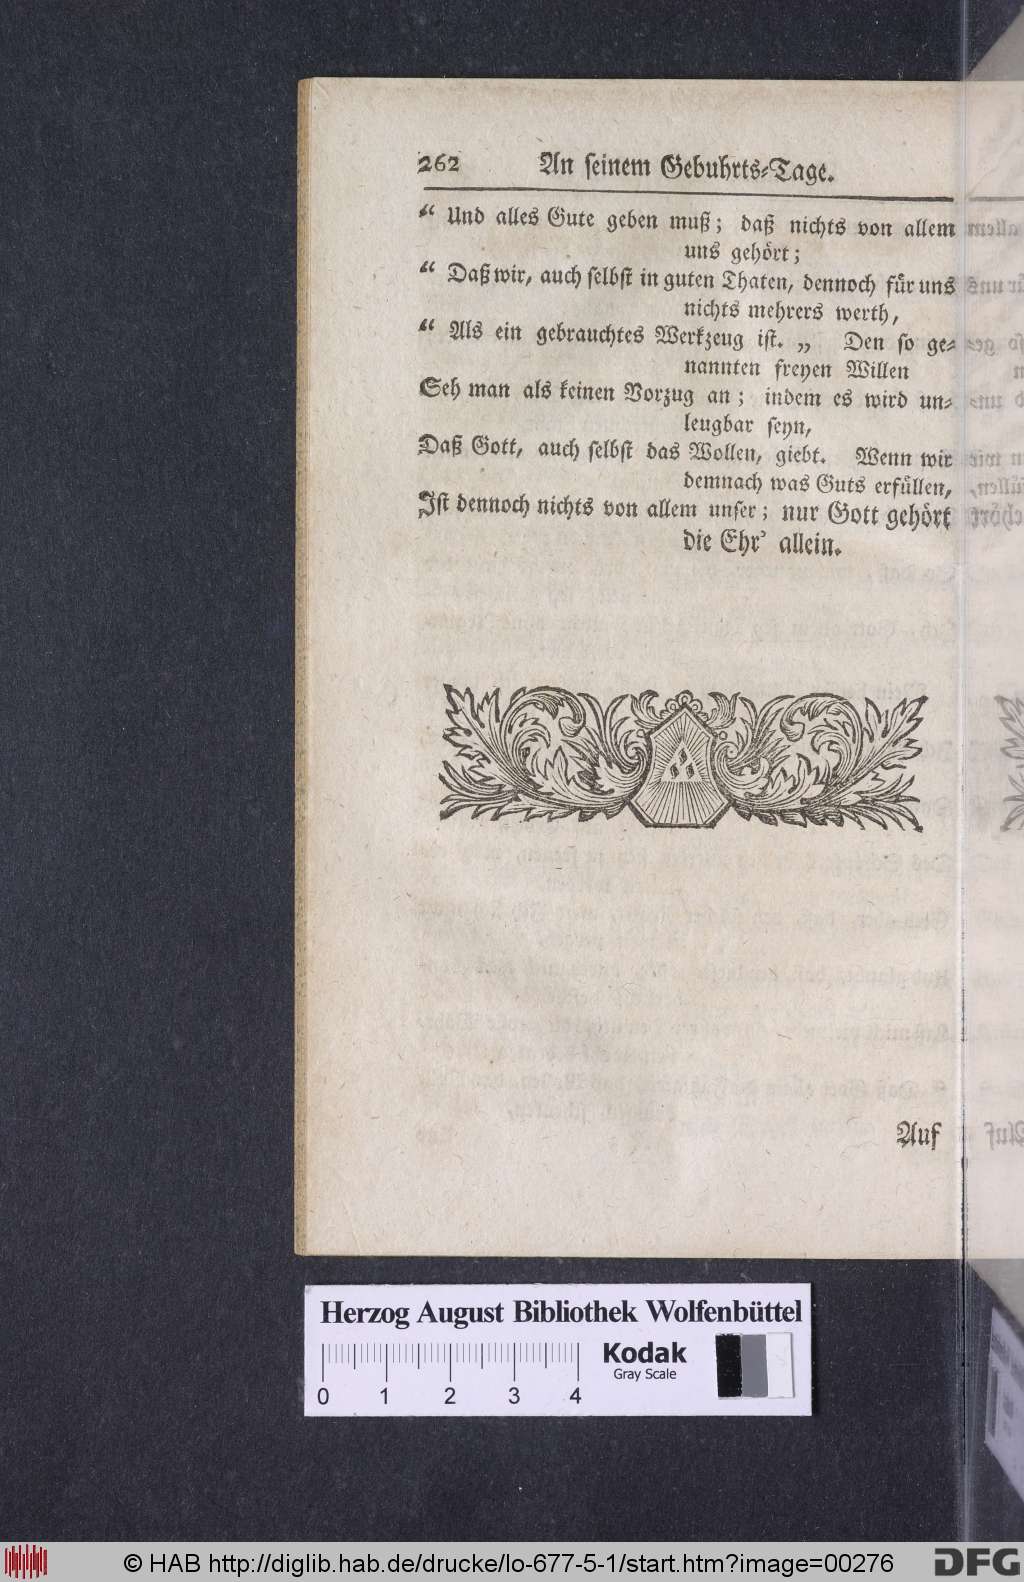 262 An seinem Gebuhrts-Tage.
“ Und alles Gute geben muß; daß nichts von allem
uns gehört;
“ Daß wir, auch selbst in guten Thaten, dennoch für uns
nichts mehrers werth,
“ Als ein gebrauchtes Werkzeug ist. „ Den so ge-
nannten freyen Willen
Seh man als keinen Vorzug an; indem es wird un-
leugbar seyn,
Daß Gott, auch selbst das Wollen, giebt. Wenn wir
demnach was Guts erfüllen,
Ist dennoch nichts von allem unser; nur Gott gehört
die Ehr' allein.
Auf
Herzog August Bibliothek Wolfenbüttel
0 1 2 3 4
Kodak
Gray Scale
© HAB http://diglib.hab.de/drucke/lo-677-5-1/start.htm?image=00276
DFG